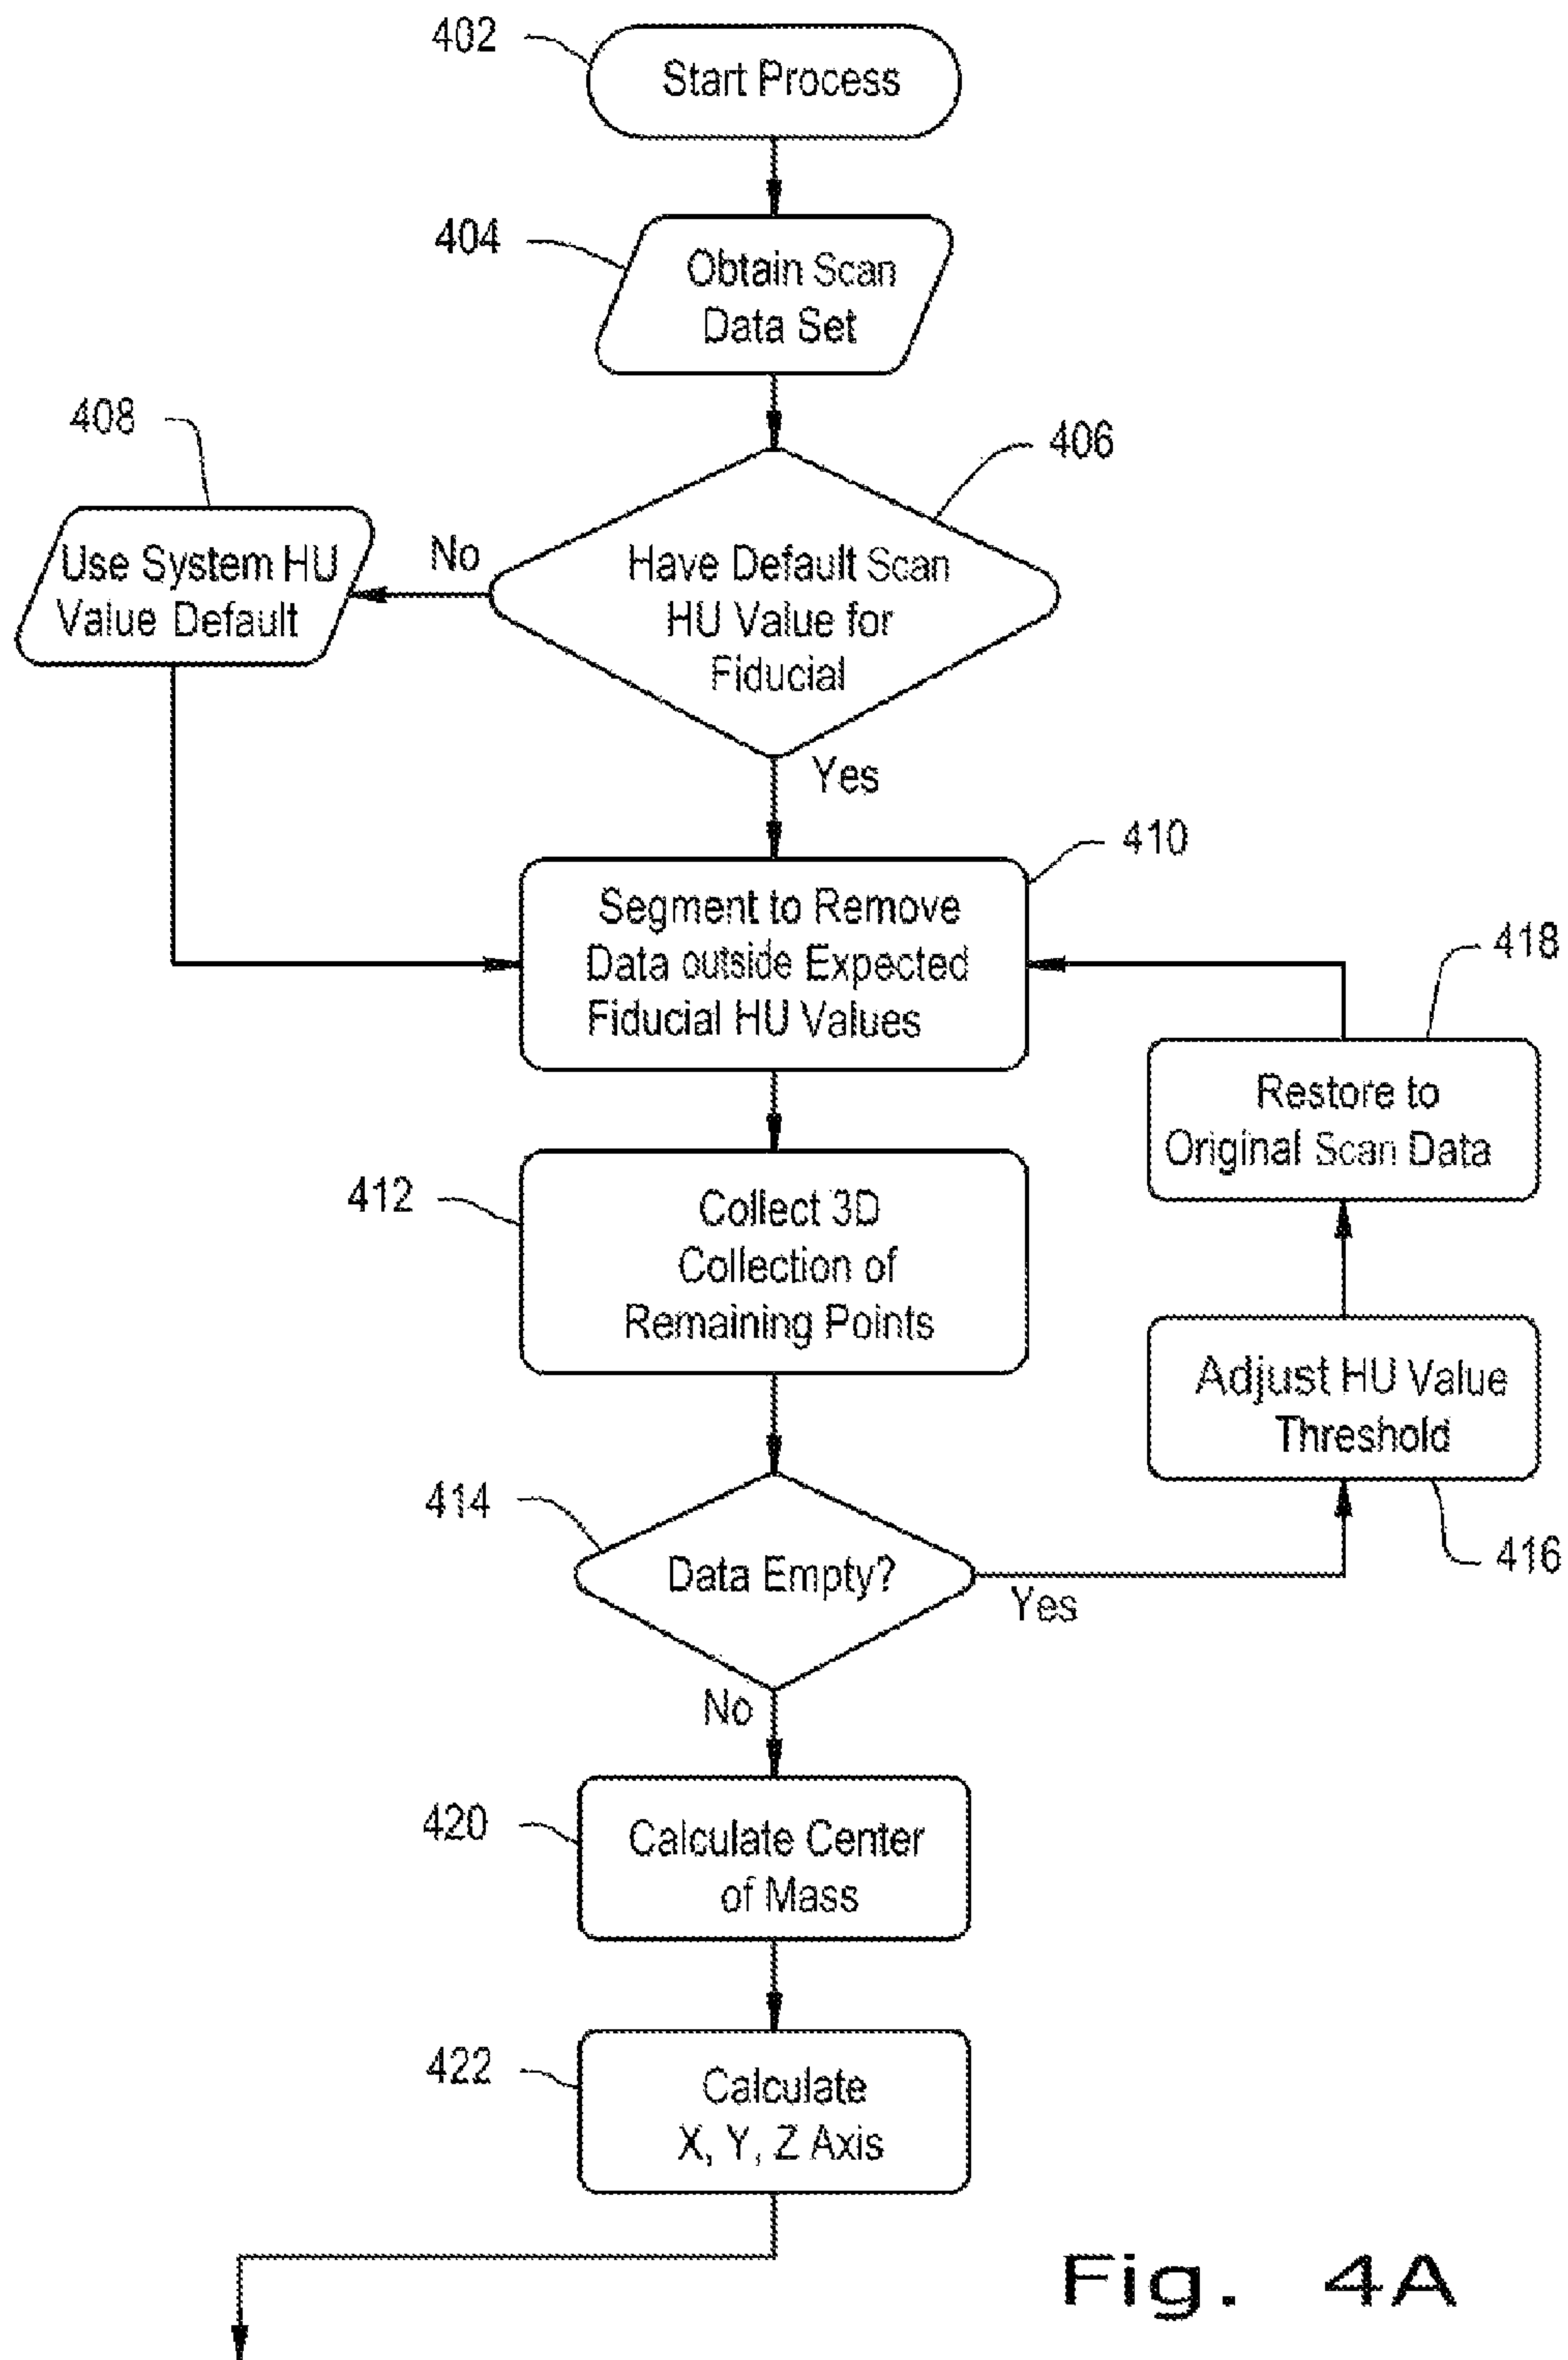 402
Start Process
404
Obtain Scan
Data Set
406
408
Have Default Scan
HU Value for
Fiducial
No
Use System HU
Value Default
Yes
410
Segment to Remove
Data outside Expected
Fiducial HU Values
418
Restore to
Original Scan Data
412
Collect 3D
Collection of
Remaining Points
Adjust HU Value
Threshold
416
414
Data Empty?
Yes
No
420
Calculate Center
of Mass
422
Calculate
X, Y, Z Axis
Fig. 4A